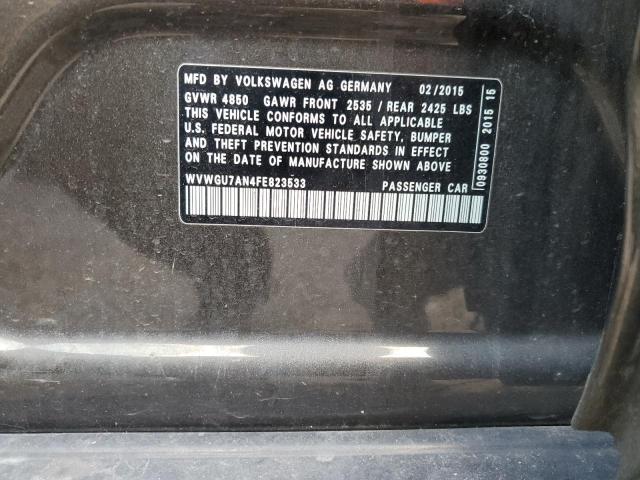 MFD BY VOLKSWAGEN AG GERMANY 02/2015
GVWR 4850 GAWR FRONT 2535 / REAR 2425 LBS
THIS VEHICLE CONFORMS TO ALL APPLICABLE
U.S. FEDERAL MOTOR VEHICLE SAFETY, BUMPER
AND THEFT PREVENTION STANDARDS IN EFFECT
ON THE DATE OF MANUFACTURE SHOWN ABOVE
WVWGU7AN4FE823533 PASSENGER CAR
0930800 2015 15